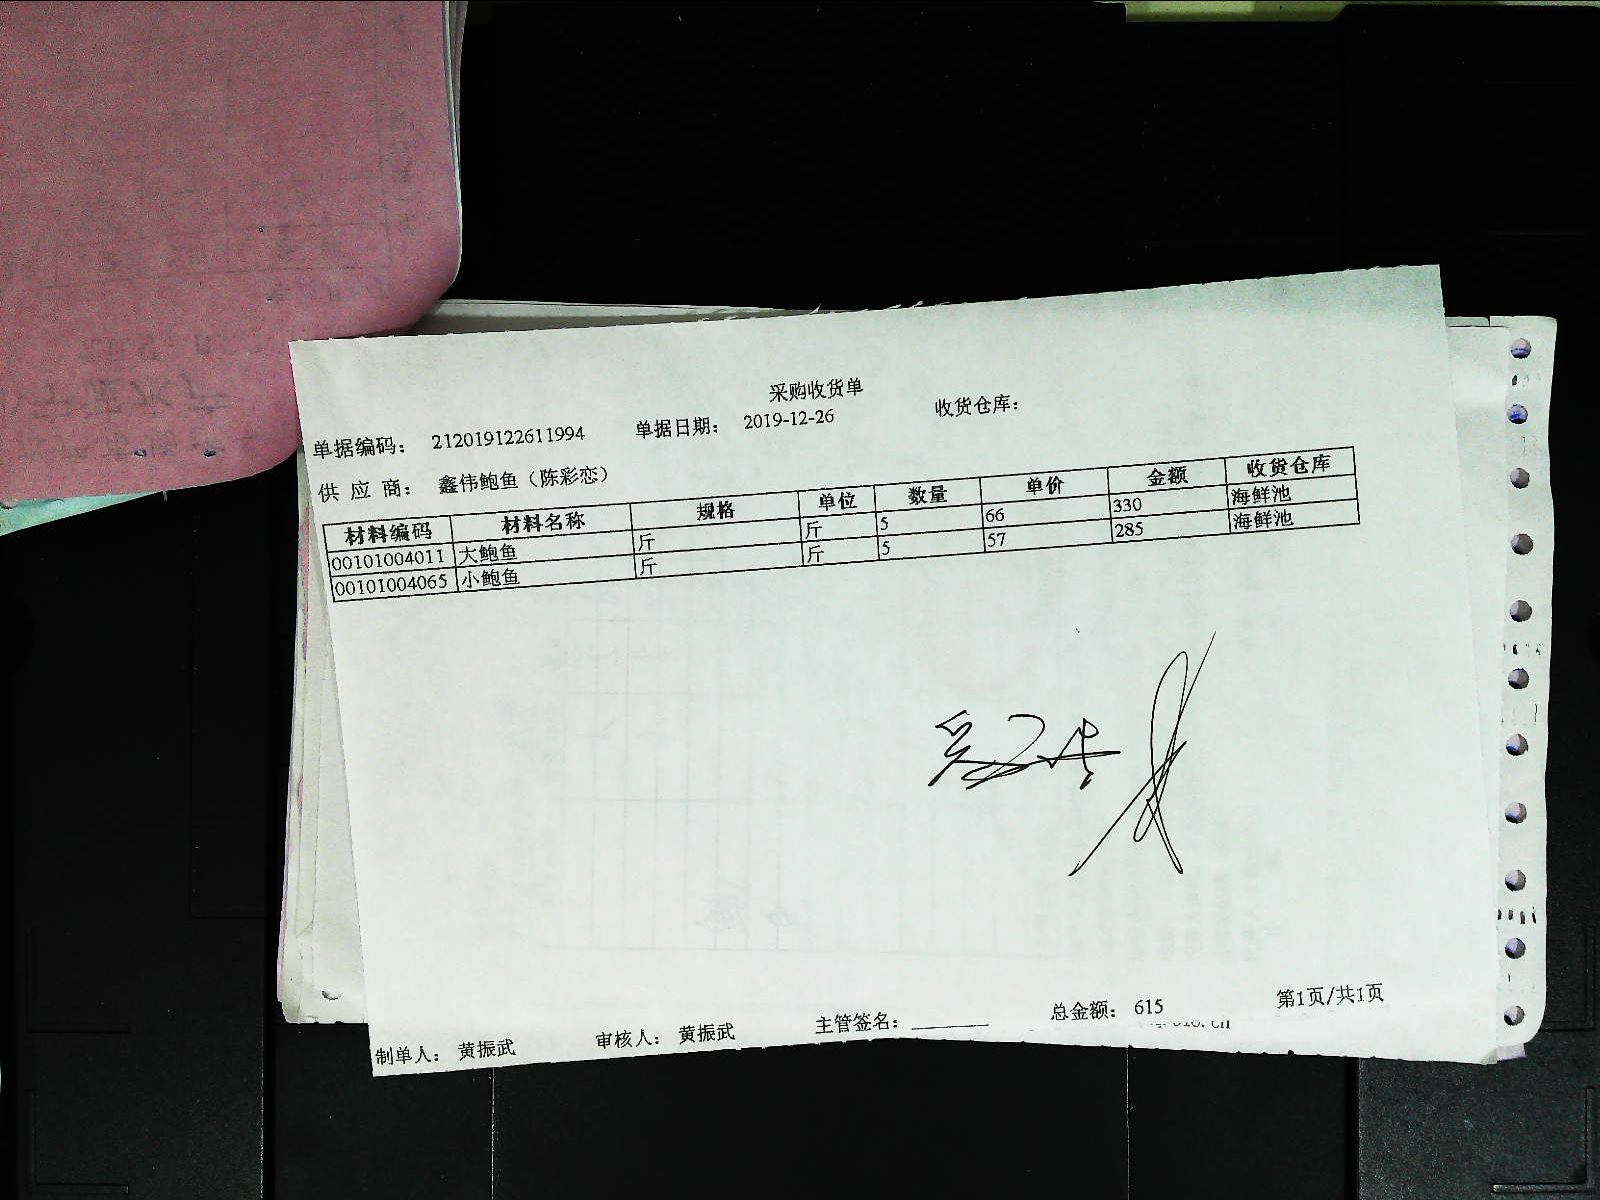 采购收货单
单据编码： 212019122611994 单据日期： 2019-12-26 收货仓库：
供 应 商： 鑫伟鲍鱼（陈彩恋）
材料编码 材料名称 规格 单位 数量 单价 金额 收货仓库
00101004011 大鲍鱼 斤 斤 5 66 330 海鲜池
00101004065 小鲍鱼 斤 斤 5 57 285 海鲜池
制单人： 黄振武 审核人： 黄振武 主管签名： 总金额： 615 第1页/共1页